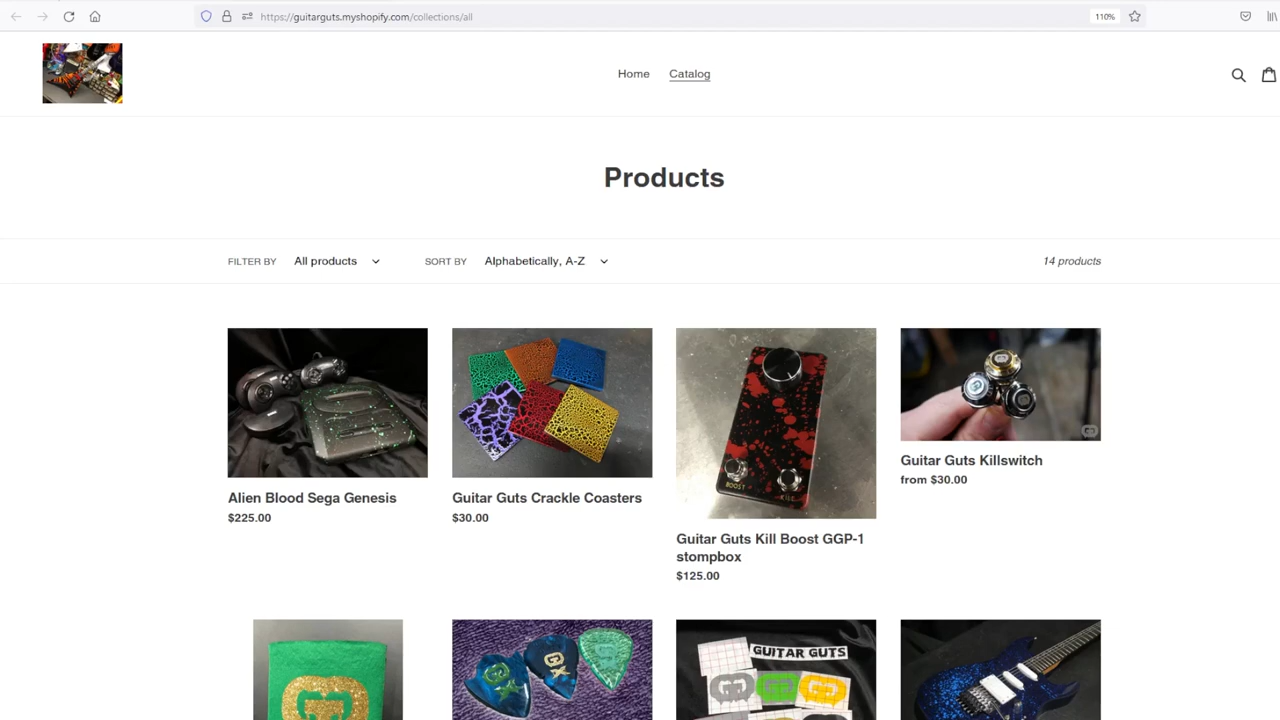 https://guitarguts.myshopify.com/collections/all
110%
Home
Catalog
Products
FILTER BY
All products
SORT BY
Alphabetically, A-Z
14 products
BOOST
KILL
Alien Blood Sega Genesis
$225.00
Guitar Guts Crackle Coasters
$30.00
Guitar Guts Kill Boost GGP-1
stompbox
$125.00
Guitar Guts Killswitch
from $30.00
GUITAR GUTS